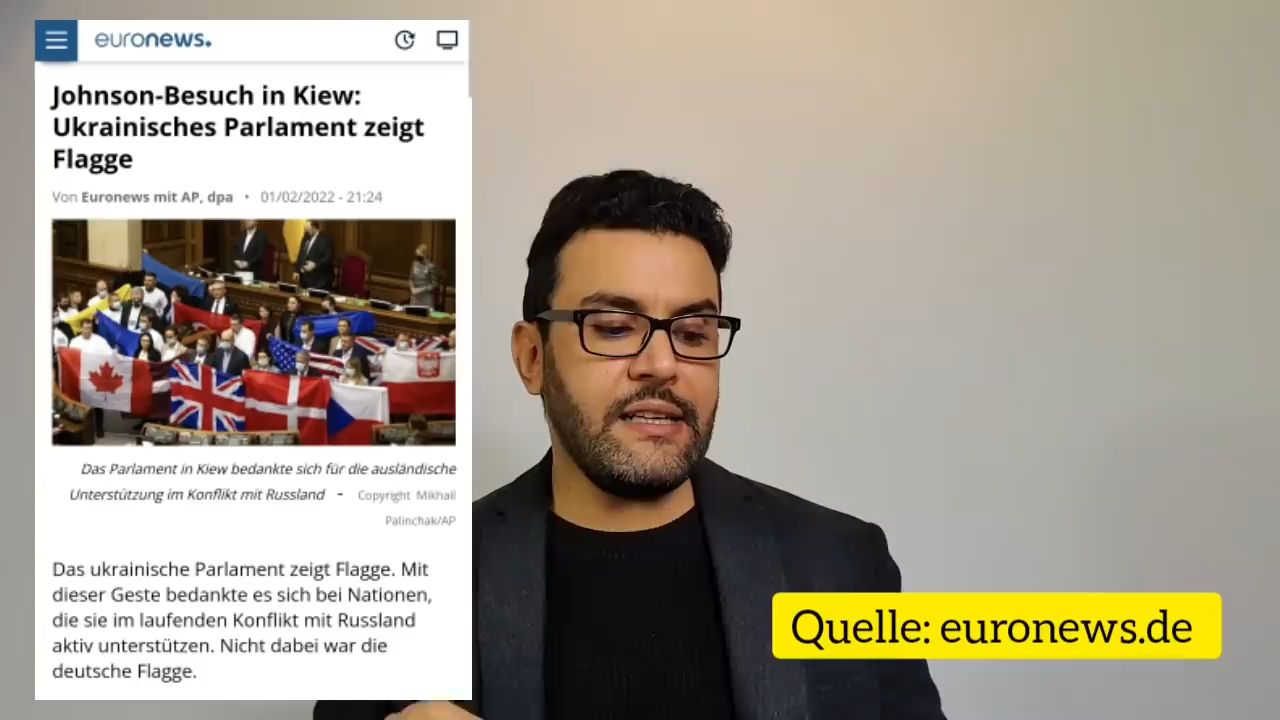 euronews.
Johnson-Besuch in Kiew:
Ukrainisches Parlament zeigt
Flagge
Von Euronews mit AP, dpa • 01/02/2022 - 21:24
Das Parlament in Kiew bedankte sich für die ausländische
Unterstützung im Konflikt mit Russland - Copyright Mikhail
Palinchak/AP
Das ukrainische Parlament zeigt Flagge. Mit
dieser Geste bedankte es sich bei Nationen,
die sie im laufenden Konflikt mit Russland
aktiv unterstützen. Nicht dabei war die
deutsche Flagge.
Quelle: euronews.de